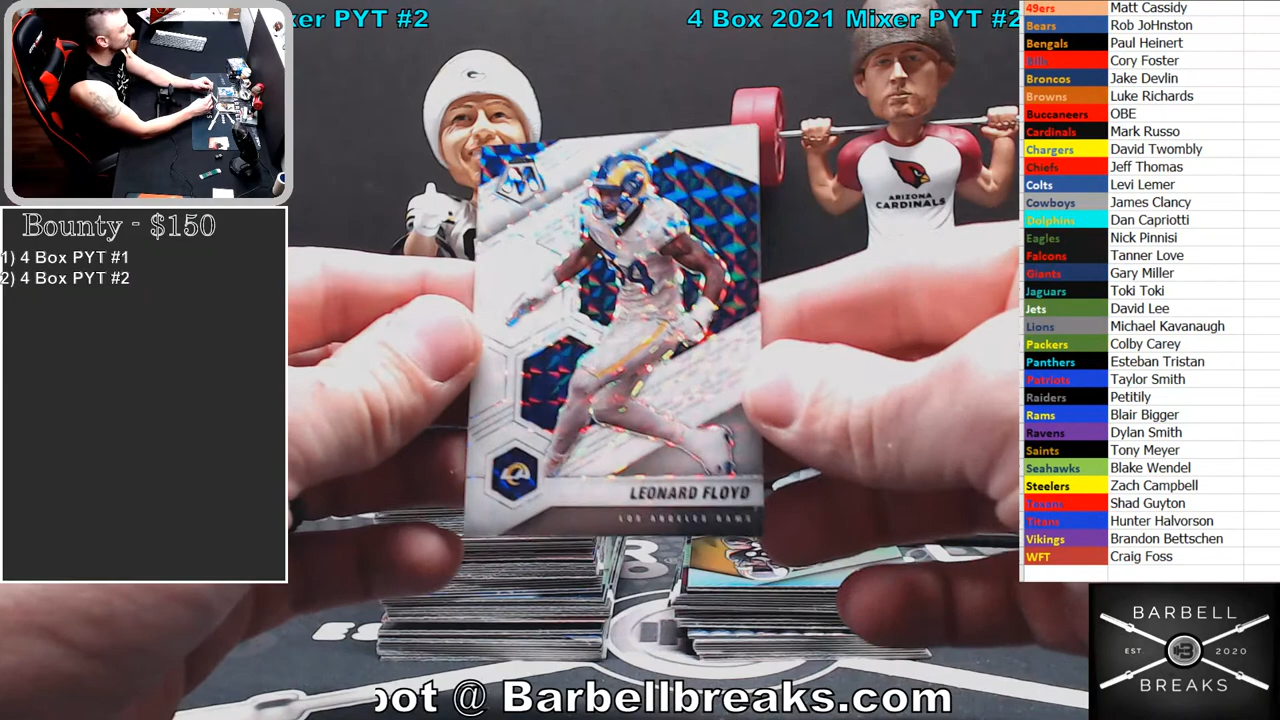 xer PYT #2
4 Box 2021 Mixer PYT #2
Bounty - $150
1) 4 Box PYT #1
2) 4 Box PYT #2
ARIZONA
CARDINALS
54
LEONARD FLOYD
LOS ANGELES RAMS
49ers Matt Cassidy
Bears Rob JoHnston
Bengals Paul Heinert
Bills Cory Foster
Broncos Jake Devlin
Browns Luke Richards
Buccaneers OBE
Cardinals Mark Russo
Chargers David Twombly
Chiefs Jeff Thomas
Colts Levi Lemer
Cowboys James Clancy
Dolphins Dan Capriotti
Eagles Nick Pinnisi
Falcons Tanner Love
Giants Gary Miller
Jaguars Toki Toki
Jets David Lee
Lions Michael Kavanaugh
Packers Colby Carey
Panthers Esteban Tristan
Patriots Taylor Smith
Raiders Petitily
Rams Blair Bigger
Ravens Dylan Smith
Saints Tony Meyer
Seahawks Blake Wendel
Steelers Zach Campbell
Texans Shad Guyton
Titans Hunter Halvorson
Vikings Brandon Bettschen
WFT Craig Foss
BARBELL
EST. B 2020
BREAKS
pot @ Barbellbreaks.com